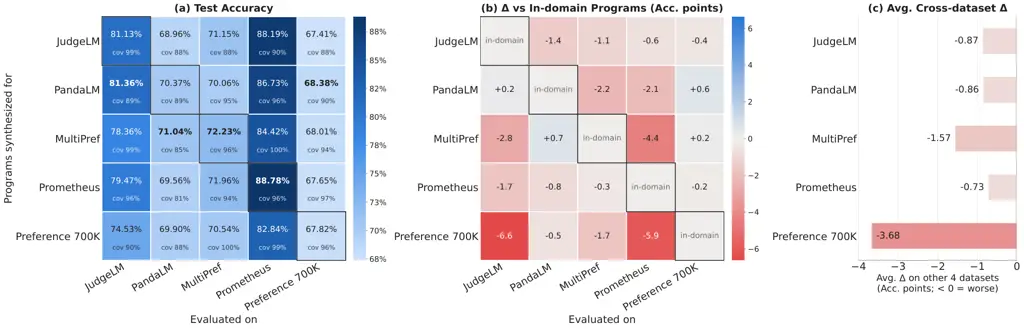 (a) Test Accuracy
Programs synthesized for
JudgeLM
81.13% 68.96% 71.15% 88.19% 67.41%
cov 99% cov 88% cov 88% cov 90% cov 88%
PandaLM
81.36% 70.37% 70.06% 86.73% 68.38%
cov 89% cov 89% cov 95% cov 96% cov 90%
MultiPref
78.36% 71.04% 72.23% 84.42% 68.01%
cov 99% cov 85% cov 96% cov 100% cov 94%
Prometheus
79.47% 69.56% 71.96% 88.78% 67.65%
cov 96% cov 81% cov 94% cov 96% cov 97%
Preference 700K
74.53% 69.90% 70.54% 82.84% 67.82%
cov 90% cov 88% cov 100% cov 99% cov 96%
JudgeLM PandaLM MultiPref Prometheus Preference 700K
Evaluated on
88%
85%
82%
80%
78%
75%
73%
70%
68%
(b) Δ vs In-domain Programs (Acc. points)
JudgeLM in-domain -1.4 -1.1 -0.6 -0.4
PandaLM +0.2 in-domain -2.2 -2.1 +0.6
MultiPref -2.8 +0.7 in-domain -4.4 +0.2
Prometheus -1.7 -0.8 -0.3 in-domain -0.2
Preference 700K -6.6 -0.5 -1.7 -5.9 in-domain
JudgeLM PandaLM MultiPref Prometheus Preference 700K
Evaluated on
6
4
2
0
−2
−4
−6
(c) Avg. Cross-dataset Δ
JudgeLM -0.87
PandaLM -0.86
MultiPref -1.57
Prometheus -0.73
Preference 700K -3.68
−4 −3 −2 −1 0
Avg. Δ on other 4 datasets
(Acc. points; < 0 = worse)